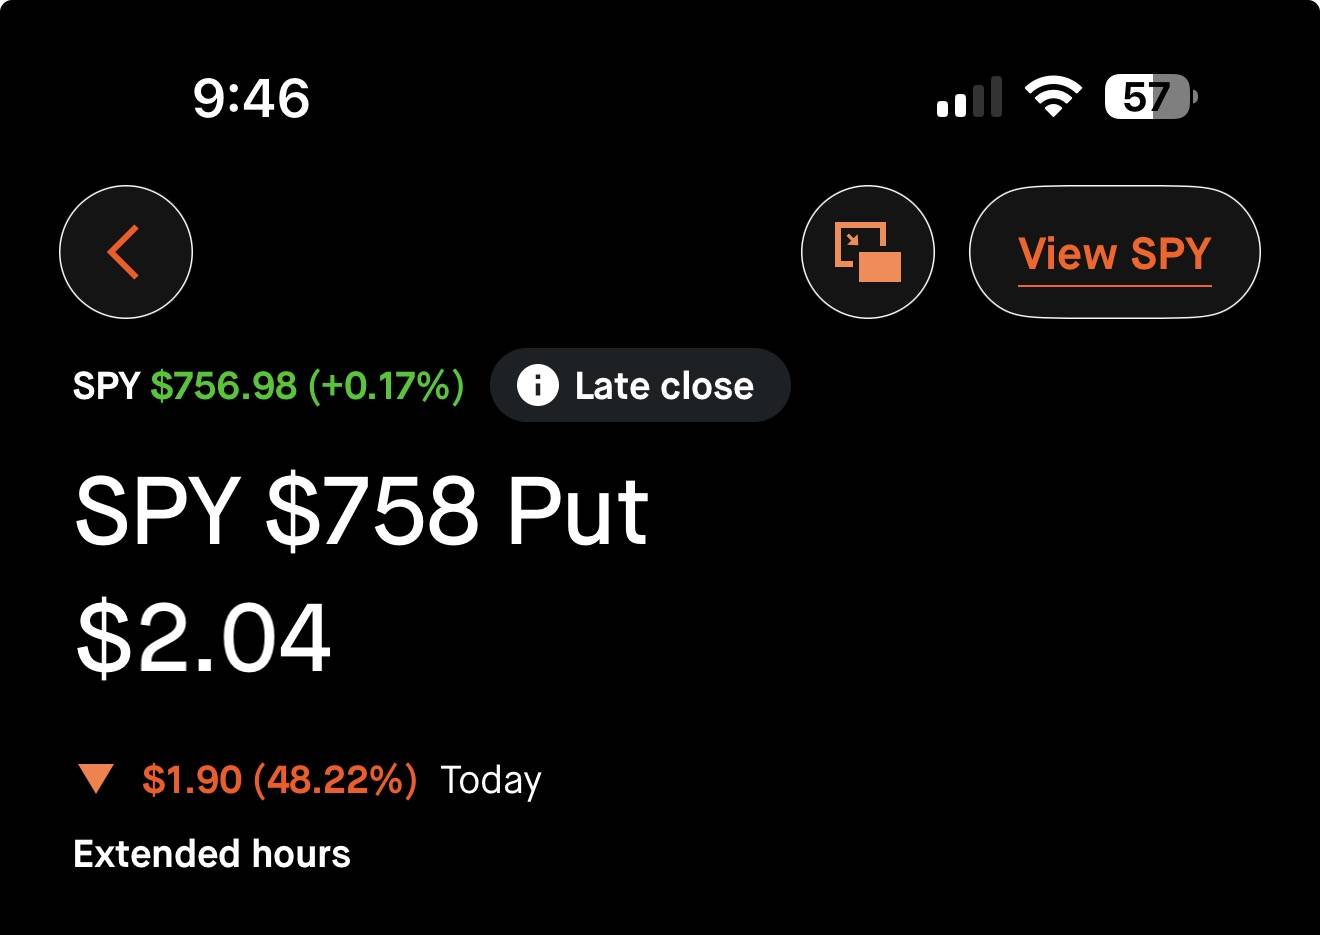 9:46
57
View SPY
SPY $756.98 (+0.17%)
Late close
SPY $758 Put
$2.04
▼ $1.90 (48.22%) Today
Extended hours